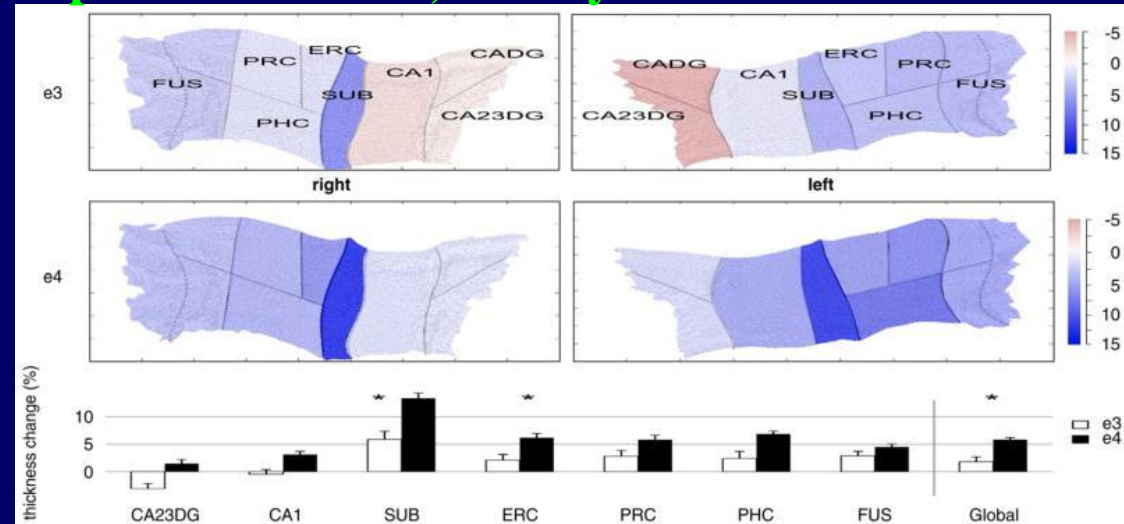 e3
FUS PRC ERC SUB CA1 CADG
PHC CA23DG
CADG CA1 ERC PRC FUS
CA23DG SUB PHC
-5
0
5
10
15
right left
e4
-5
0
5
10
15
thickness change (%)
10
5
0
* * *
e3
e4
CA23DG CA1 SUB ERC PRC PHC FUS Global